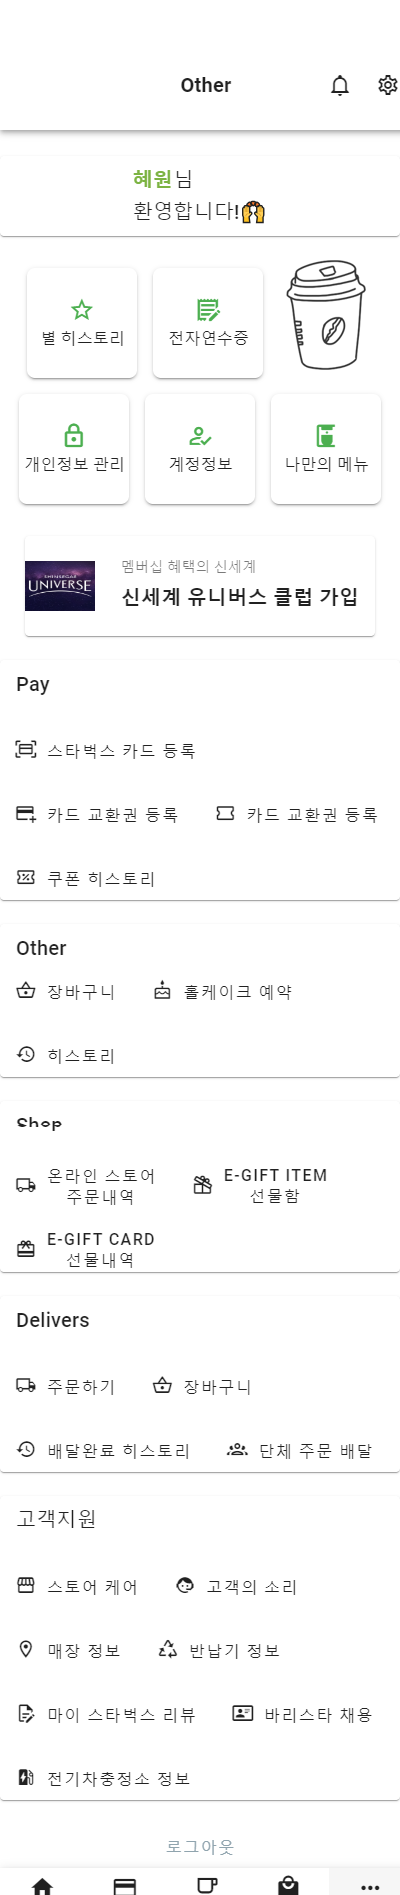 Other
혜원님
환영합니다!🙌
별 히스토리
전자연수증
개인정보 관리
계정정보
나만의 메뉴
SHINSEGAE
UNIVERSE
멤버십 혜택의 신세계
신세계 유니버스 클럽 가입
Pay
스타벅스 카드 등록
카드 교환권 등록
카드 교환권 등록
쿠폰 히스토리
Other
장바구니
홀케이크 예약
히스토리
Shop
온라인 스토어
주문내역
E-GIFT ITEM
선물함
E-GIFT CARD
선물내역
Delivers
주문하기
장바구니
배달완료 히스토리
단체 주문 배달
고객지원
스토어 케어
고객의 소리
매장 정보
반납기 정보
마이 스타벅스 리뷰
바리스타 채용
전기차충정소 정보
로그아웃